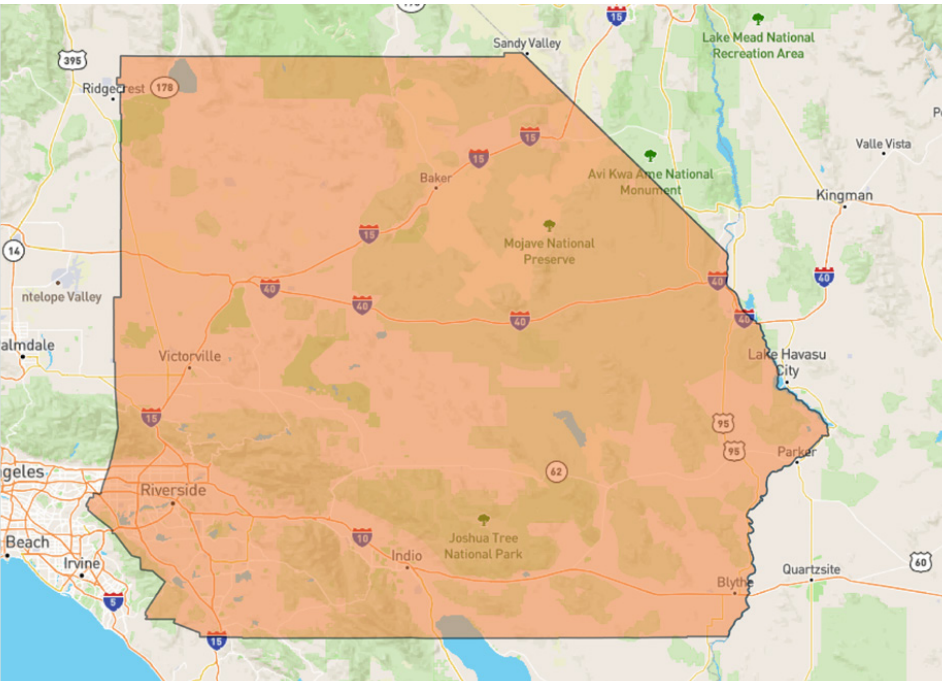 15
Lake Mead National
Recreation Area
Sandy Valley
395
Ridgecrest
178
15
15
Valle Vista
Baker
Avi Kwa Ame National
Monument
Kingman
15
Mojave National
Preserve
14
40
40
40
ntelope Valley
40
40
40
almdale
Victorville
Lake Havasu
City
15
95
95
Parker
geles
62
Riverside
10
Joshua Tree
National Park
Beach
Indio
Irvine
60
Quartzsite
Blythe
5
15